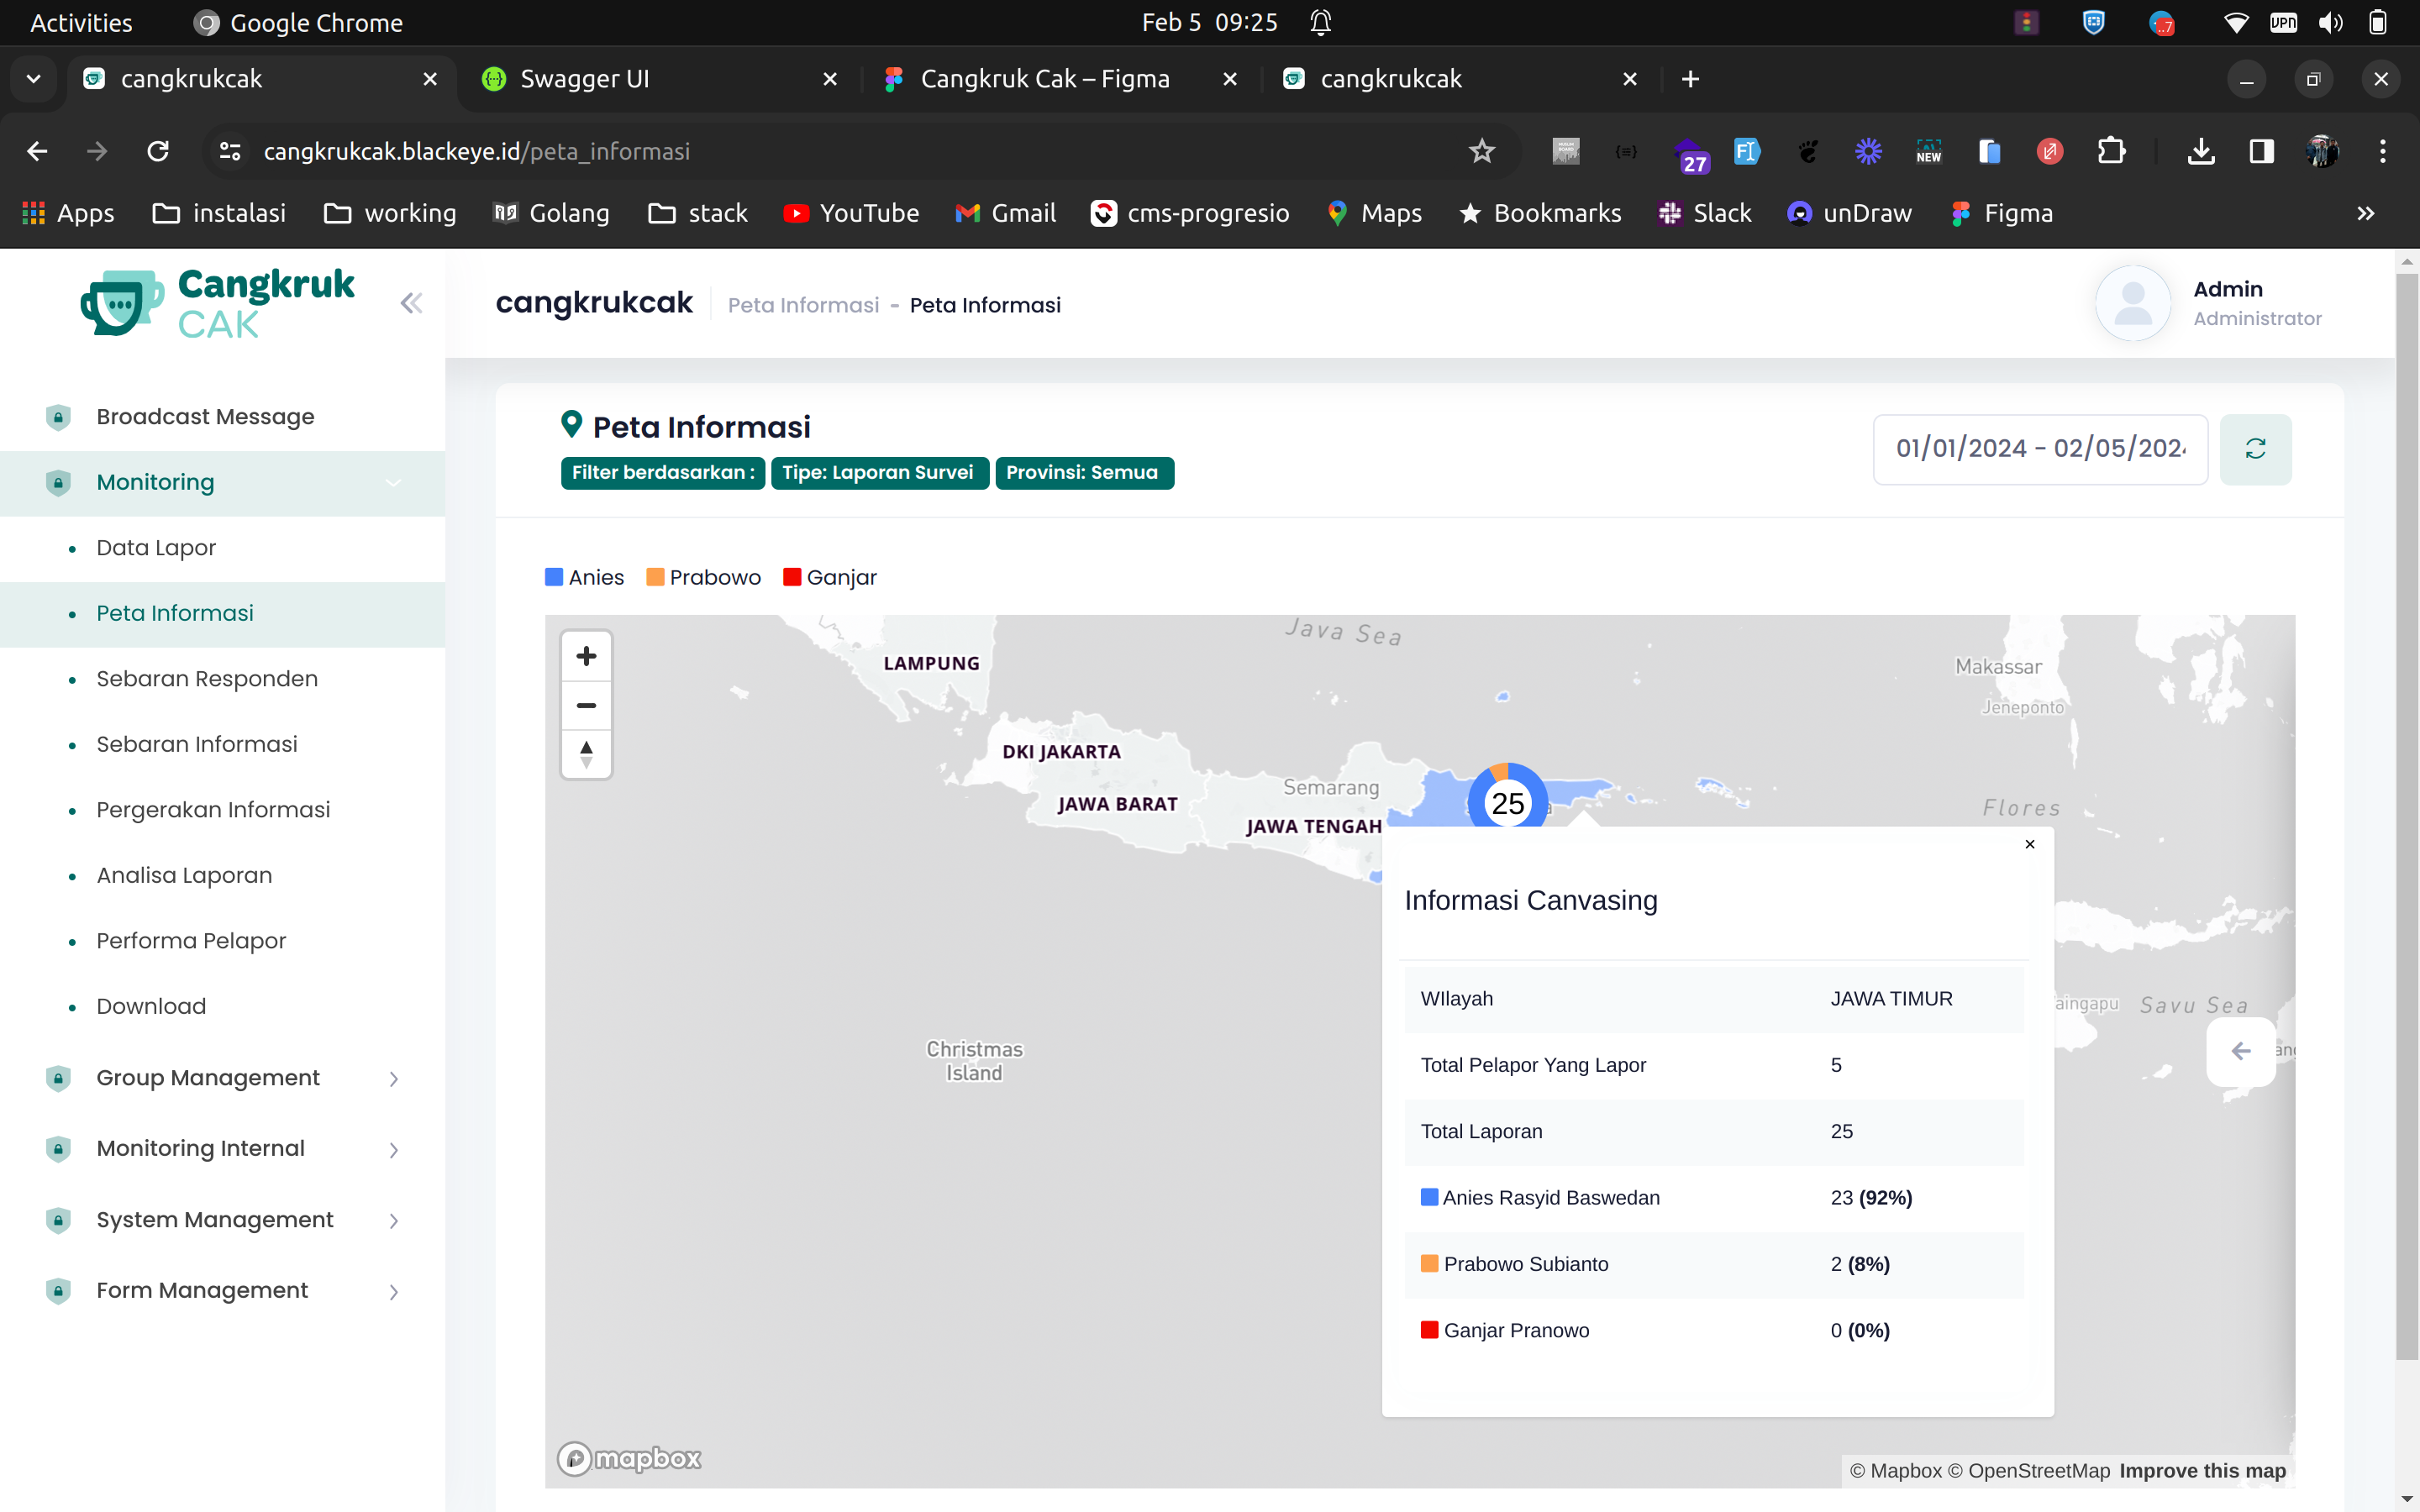 Activities
Google Chrome
Feb 5 09:25
..7
VPN
cangkrukcak
Swagger UI
Cangkruk Cak – Figma
cangkrukcak
cangkrukcak.blackeye.id/peta_informasi
27
NEW
Apps
instalasi
working
Golang
stack
YouTube
Gmail
cms-progresio
Maps
Bookmarks
Slack
unDraw
Figma
Cangkruk
CAK
cangkrukcak
Peta Informasi - Peta Informasi
Admin
Administrator
Broadcast Message
Monitoring
Data Lapor
Peta Informasi
Sebaran Responden
Sebaran Informasi
Pergerakan Informasi
Analisa Laporan
Performa Pelapor
Download
Group Management
Monitoring Internal
System Management
Form Management
Peta Informasi
Filter berdasarkan :
Tipe: Laporan Survei
Provinsi: Semua
01/01/2024 - 02/05/202
Anies
Prabowo
Ganjar
Java Sea
LAMPUNG
Makassar
Jeneponto
DKI JAKARTA
JAWA BARAT
Semarang
JAWA TENGAH
25
Flores
Christmas
Island
aingapu
Savu Sea
Informasi Canvasing
WIlayah JAWA TIMUR
Total Pelapor Yang Lapor 5
Total Laporan 25
Anies Rasyid Baswedan 23 (92%)
Prabowo Subianto 2 (8%)
Ganjar Pranowo 0 (0%)
mapbox
© Mapbox © OpenStreetMap Improve this map